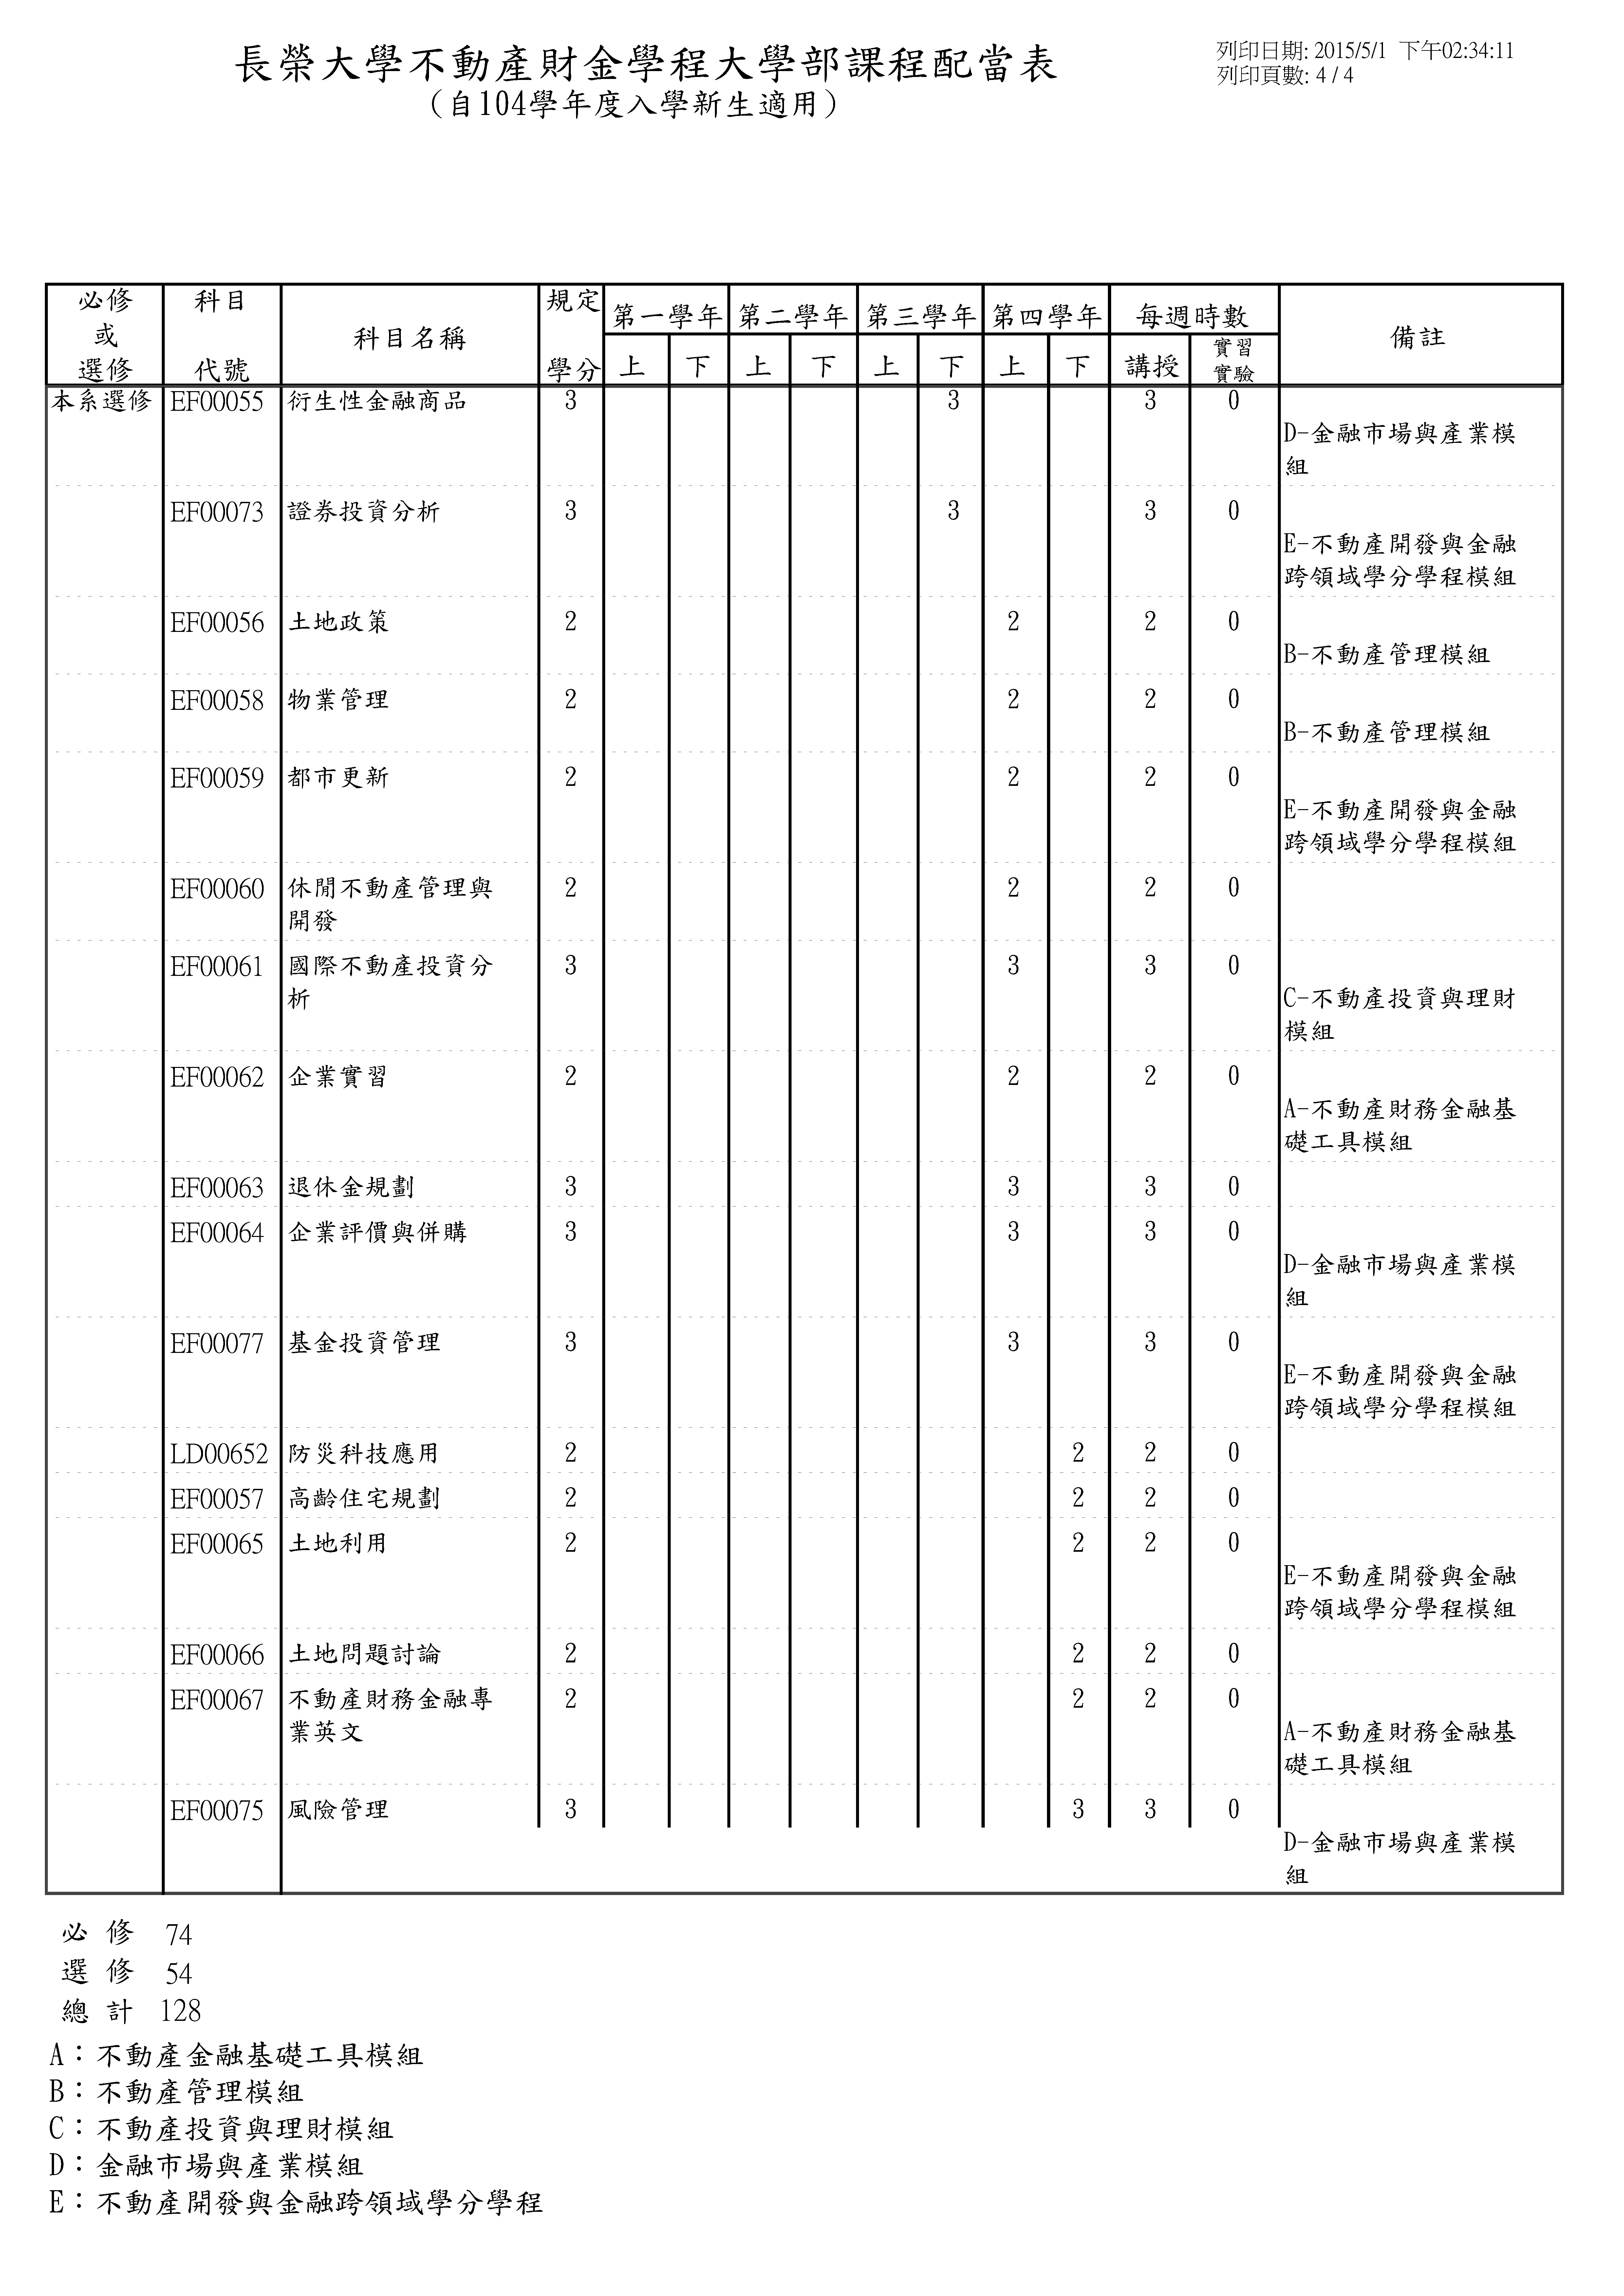 長榮大學不動產財金學程大學部課程配當表
（自104學年度入學新生適用）
列印日期: 2015/5/1 下午02:34:11
列印頁數: 4 / 4
必修 科目 規定
第一學年 第二學年 第三學年 第四學年 每週時數
或 科目名稱 備註
選修 代號 學分 上 下 上 下 上 下 上 下 講授 實習
實驗
本系選修 EF00055 衍生性金融商品 3 3 3 0
D-金融市場與產業模
組
EF00073 證券投資分析 3 3 3 0
E-不動產開發與金融
跨領域學分學程模組
EF00056 土地政策 2 2 2 0
B-不動產管理模組
EF00058 物業管理 2 2 2 0
B-不動產管理模組
EF00059 都市更新 2 2 2 0
E-不動產開發與金融
跨領域學分學程模組
EF00060 休閒不動產管理與 2 2 2 0
開發
EF00061 國際不動產投資分 3 3 3 0
析 C-不動產投資與理財
模組
EF00062 企業實習 2 2 2 0
A-不動產財務金融基
礎工具模組
EF00063 退休金規劃 3 3 3 0
EF00064 企業評價與併購 3 3 3 0
D-金融市場與產業模
組
EF00077 基金投資管理 3 3 3 0
E-不動產開發與金融
跨領域學分學程模組
LD00652 防災科技應用 2 2 2 0
EF00057 高齡住宅規劃 2 2 2 0
EF00065 土地利用 2 2 2 0
E-不動產開發與金融
跨領域學分學程模組
EF00066 土地問題討論 2 2 2 0
EF00067 不動產財務金融專 2 2 2 0
業英文 A-不動產財務金融基
礎工具模組
EF00075 風險管理 3 3 3 0
D-金融市場與產業模
組
必 修 74
選 修 54
總 計 128
A：不動產金融基礎工具模組
B：不動產管理模組
C：不動產投資與理財模組
D：金融市場與產業模組
E：不動產開發與金融跨領域學分學程